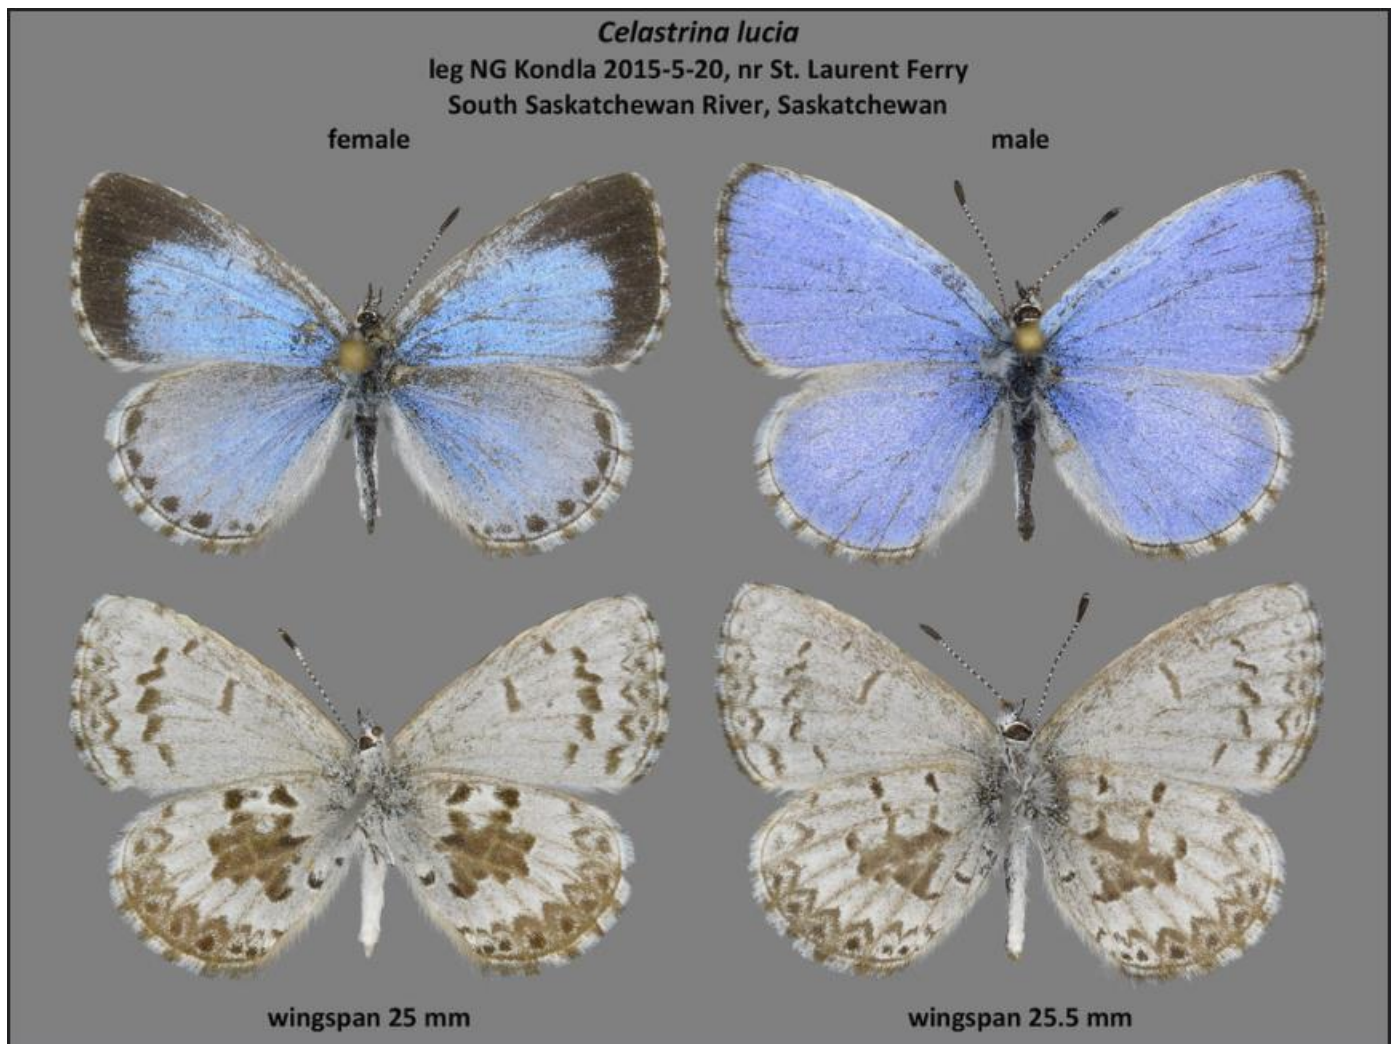 Celastrina lucia
leg NG Kondla 2015-5-20, nr St. Laurent Ferry
South Saskatchewan River, Saskatchewan
female male
wingspan 25 mm wingspan 25.5 mm